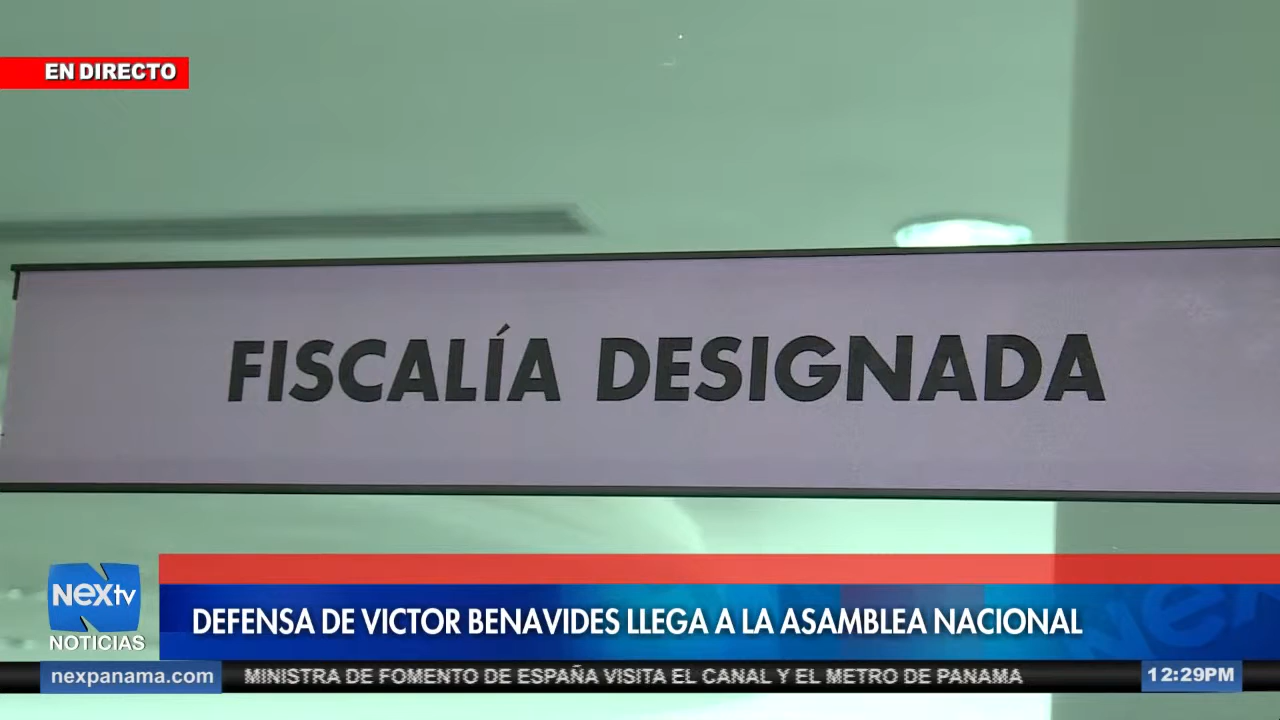 EN DIRECTO
FISCALÍA DESIGNADA
NEXtv
NOTICIAS
DEFENSA DE VICTOR BENAVIDES LLEGA A LA ASAMBLEA NACIONAL
nexpanama.com
MINISTRA DE FOMENTO DE ESPAÑA VISITA EL CANAL Y EL METRO DE PANAMA
12:29PM